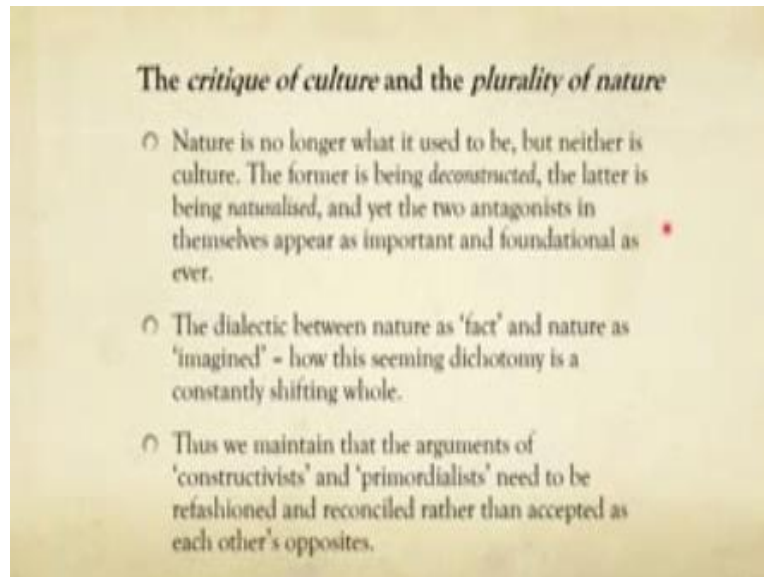 The critique of culture and the plurality of nature
Nature is no longer what it used to be, but neither is
culture. The former is being deconstructed, the latter is
being naturalised, and yet the two antagonists in
themselves appear as important and foundational as
ever.
The dialectic between nature as 'fact' and nature as
'imagined' - how this seeming dichotomy is a
constantly shifting whole.
Thus we maintain that the arguments of
'constructivists' and 'primordialists' need to be
refashioned and reconciled rather than accepted as
each other's opposites.